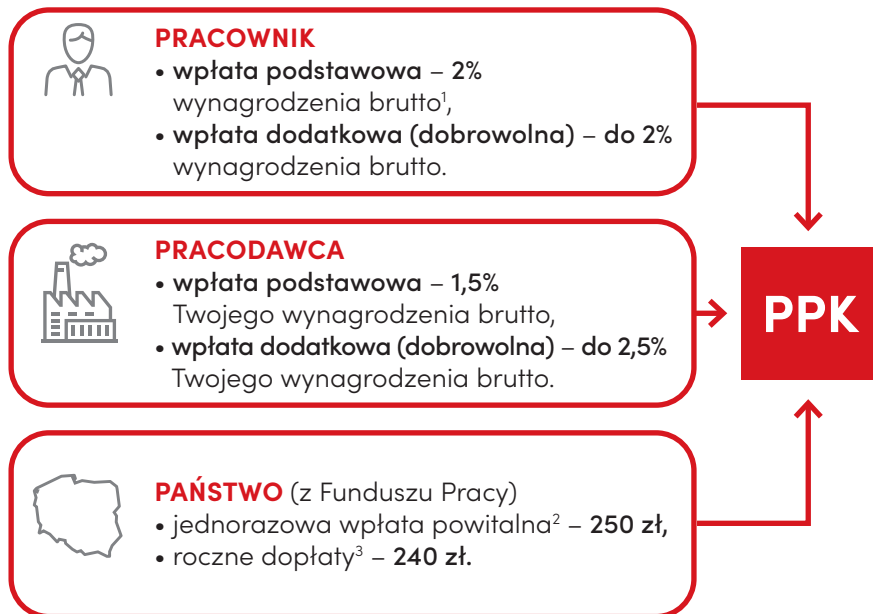 PRACOWNIK
• wpłata podstawowa – 2%
wynagrodzenia brutto¹,
• wpłata dodatkowa (dobrowolna) – do 2%
wynagrodzenia brutto.
PRACODAWCA
• wpłata podstawowa – 1,5%
Twojego wynagrodzenia brutto,
• wpłata dodatkowa (dobrowolna) – do 2,5%
Twojego wynagrodzenia brutto.
PPK
PAŃSTWO (z Funduszu Pracy)
• jednorazowa wpłata powitalna² – 250 zł,
• roczne dopłaty³ – 240 zł.